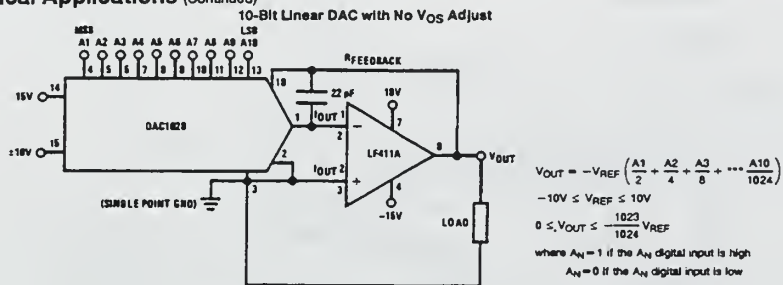 ical Applications (Continued)
10-Bit Linear DAC with No VOS Adjust
MSB LSB
A1 A2 A3 A4 A5 A6 A7 A8 A9 A10
4 5 6 7 8 9 10 11 12 13
RFEEDBACK
15V 14
18
22 pF
15V
DAC1020
1 IOUT 1
2
7
LF411A
6
VOUT
±10V 15
2
IOUT 2
3
3
4
-15V
(SINGLE POINT GND)
LOAD
VOUT = -VREF (A1/2 + A2/4 + A3/8 + ••• A10/1024)
-10V ≤ VREF ≤ 10V
0 ≤ VOUT ≤ -1023/1024 VREF
where AN = 1 if the AN digital input is high
AN = 0 if the AN digital input is low